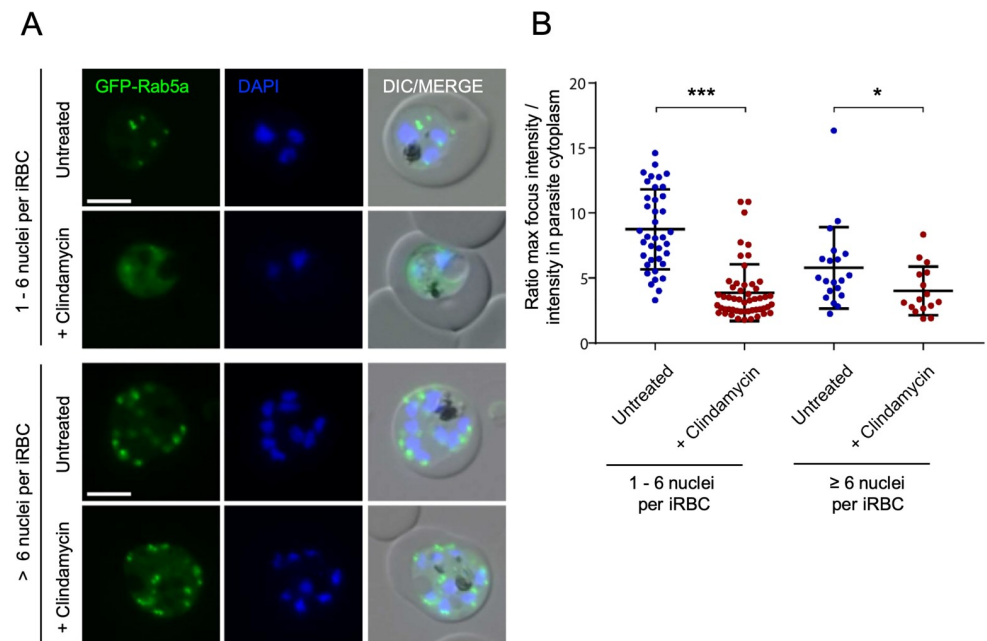 A
GFP-Rab5a
DAPI
DIC/MERGE
1 - 6 nuclei per iRBC
Untreated
+ Clindamycin
> 6 nuclei per iRBC
Untreated
+ Clindamycin
B
Ratio max focus intensity /
intensity in parasite cytoplasm
20
15
10
5
0
***
*
Untreated
+ Clindamycin
Untreated
+ Clindamycin
1 - 6 nuclei
per iRBC
≥ 6 nuclei
per iRBC